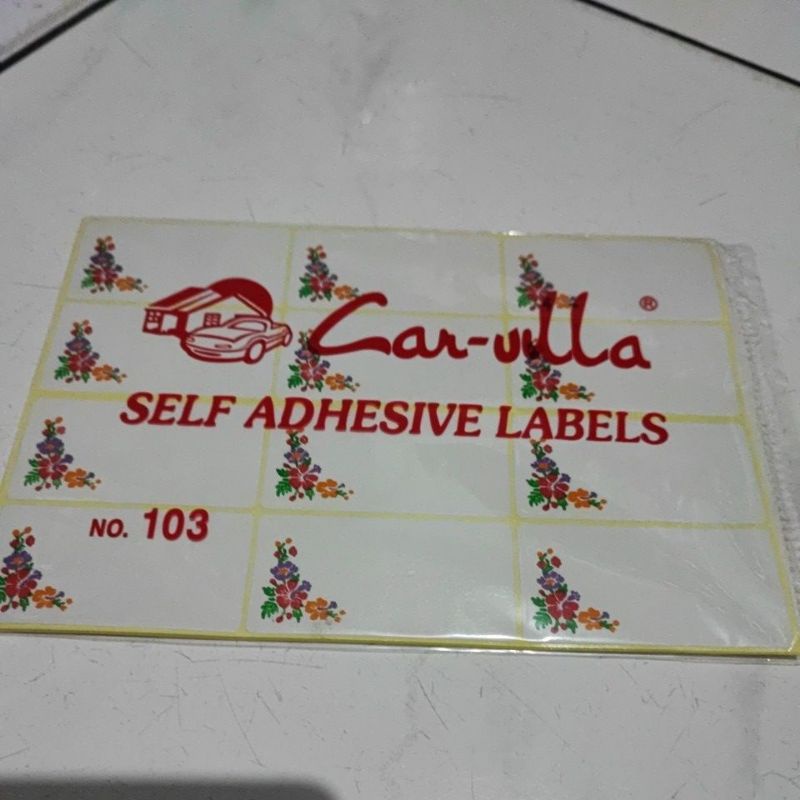 Car-villa ®
SELF ADHESIVE LABELS
NO. 103